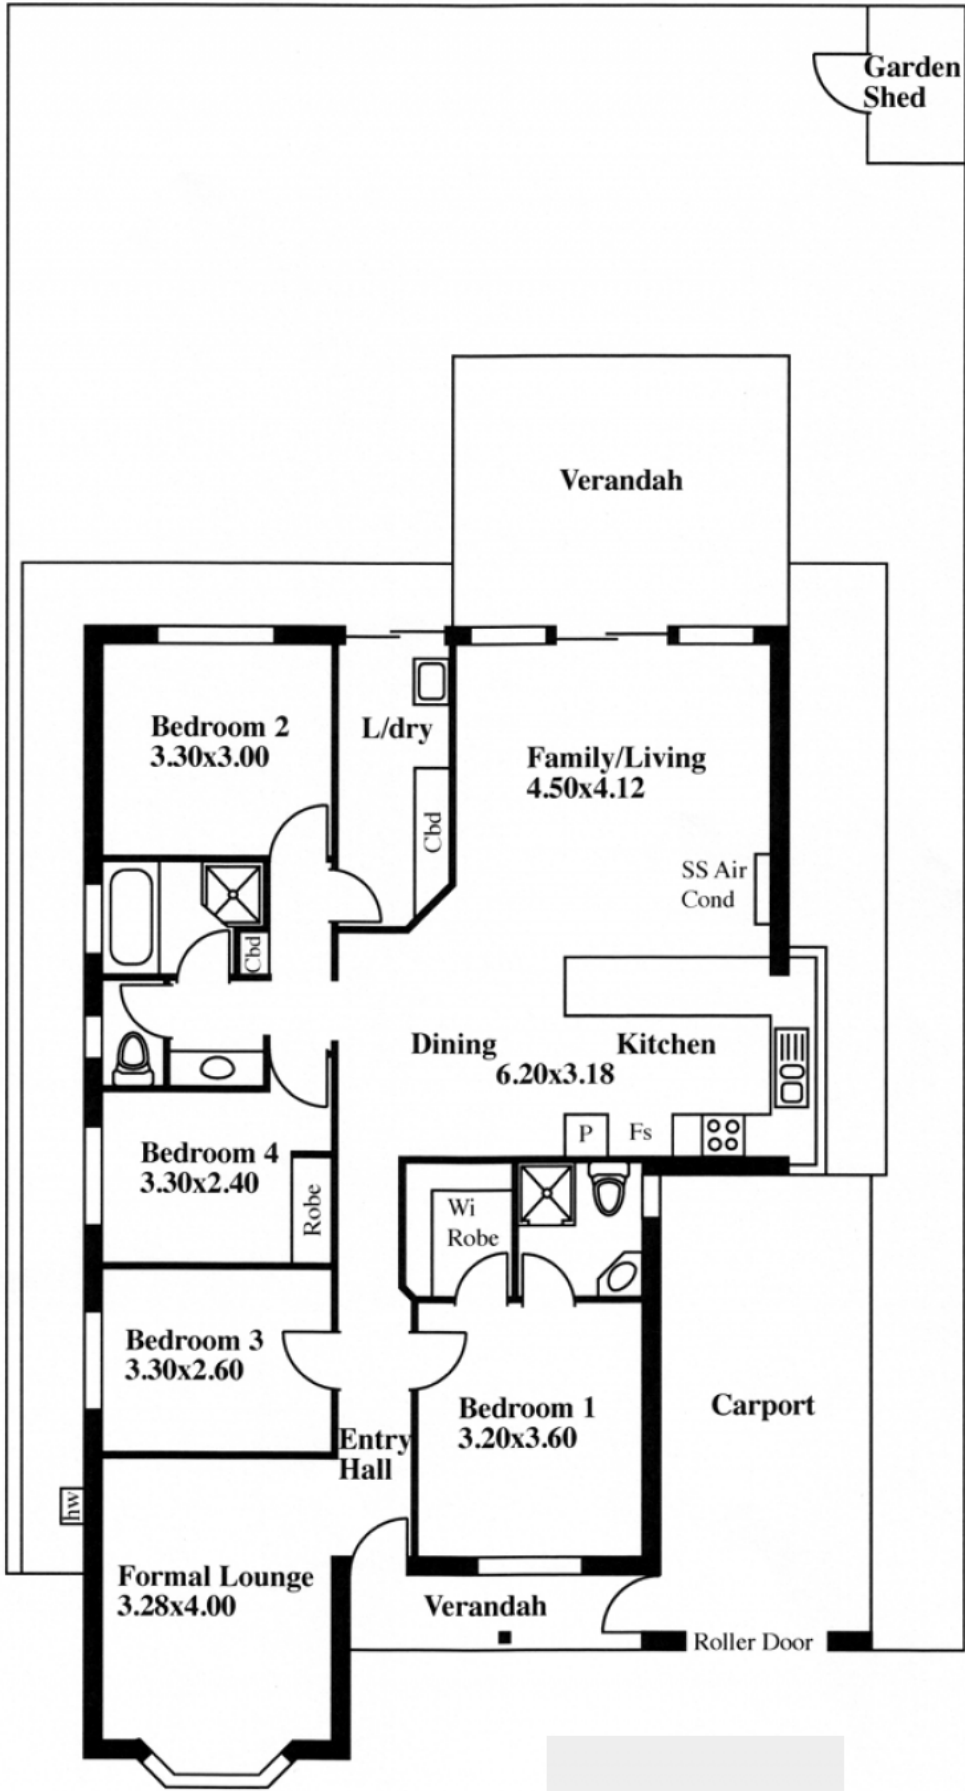 Garden
Shed
Verandah
Bedroom 2
3.30x3.00
L/dry
Family/Living
4.50x4.12
Cbd
SS Air
Cond
Cbd
Dining
Kitchen
6.20x3.18
P
Fs
Bedroom 4
3.30x2.40
Robe
Wi
Robe
Bedroom 3
3.30x2.60
Bedroom 1
3.20x3.60
Carport
Entry
Hall
hw
Formal Lounge
3.28x4.00
Verandah
Roller Door